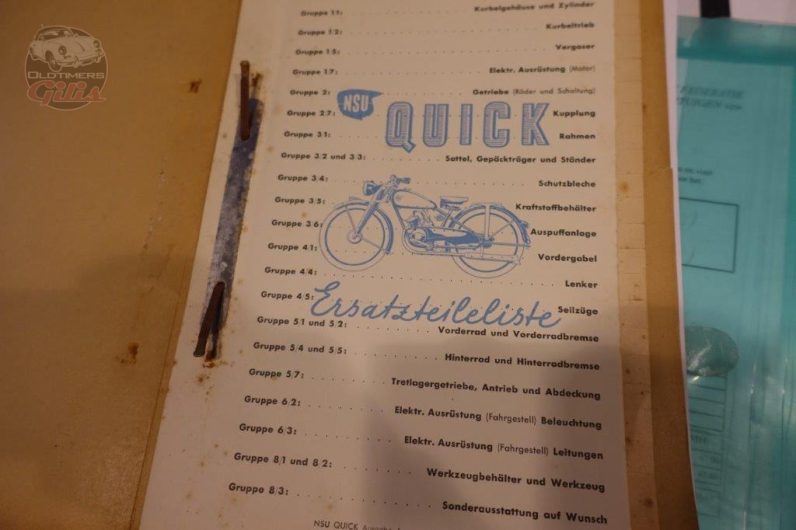 OLDTIMERS
Gilis
Gruppe 1/1: Kurbelgehäuse und Zylinder
Gruppe 1/2: Kurbeltrieb
Gruppe 1/5: Vergaser
Gruppe 1/7: Elektr. Ausrüstung (Motor)
Gruppe 2: Getriebe (Räder und Schaltung)
NSU
Gruppe 2/7: Kupplung
QUICK
Gruppe 3/1: Rahmen
Gruppe 3/2 und 3/3: Sattel, Gepäckträger und Ständer
Gruppe 3/4: Schutzbleche
Gruppe 3/5: Kraftstoffbehälter
Gruppe 3/6: Auspuffanlage
Gruppe 4/1: Vordergabel
Gruppe 4/4: Lenker
Gruppe 4/5: Seilzüge
Ersatzteileliste
Gruppe 5/1 und 5/2: Vorderrad und Vorderradbremse
Gruppe 5/4 und 5/5: Hinterrad und Hinterradbremse
Gruppe 5/7: Tretlagergetriebe, Antrieb und Abdeckung
Gruppe 6/2: Elektr. Ausrüstung (Fahrgestell) Beleuchtung
Gruppe 6/3: Elektr. Ausrüstung (Fahrgestell) Leitungen
Gruppe 8/1 und 8/2: Werkzeugbehälter und Werkzeug
Gruppe 8/3: Sonderausstattung auf Wunsch
NSU QUICK